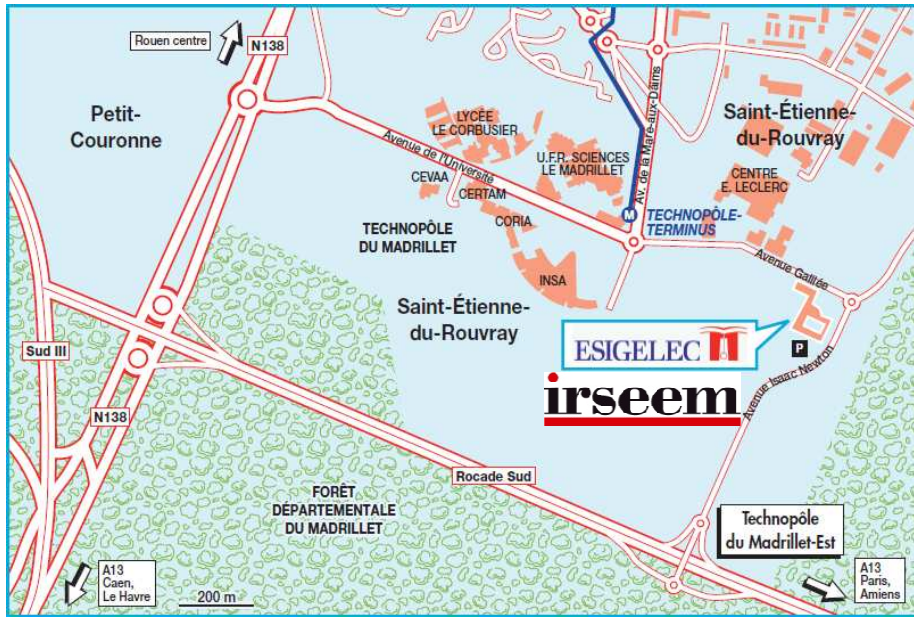 Rouen centre
N138
Petit-
Couronne
LYCÉE
LE CORBUSIER
Avenue de l'Université
CEVAA
CERTAM
U.F.R. SCIENCES
LE MADRILLET
Av. de la Mare-aux-Daims
Saint-Étienne-
du-Rouvray
CENTRE
E. LECLERC
M
TECHNOPÔLE-
TERMINUS
CORIA
TECHNOPÔLE
DU MADRILLET
INSA
Avenue Galilée
Saint-Étienne-
du-Rouvray
ESIGELEC
P
irseem
Avenue Isaac Newton
Sud III
N138
Rocade Sud
FORÊT
DÉPARTEMENTALE
DU MADRILLET
Technopôle
du Madrillet-Est
A13
Caen,
Le Havre
200 m
A13
Paris,
Amiens